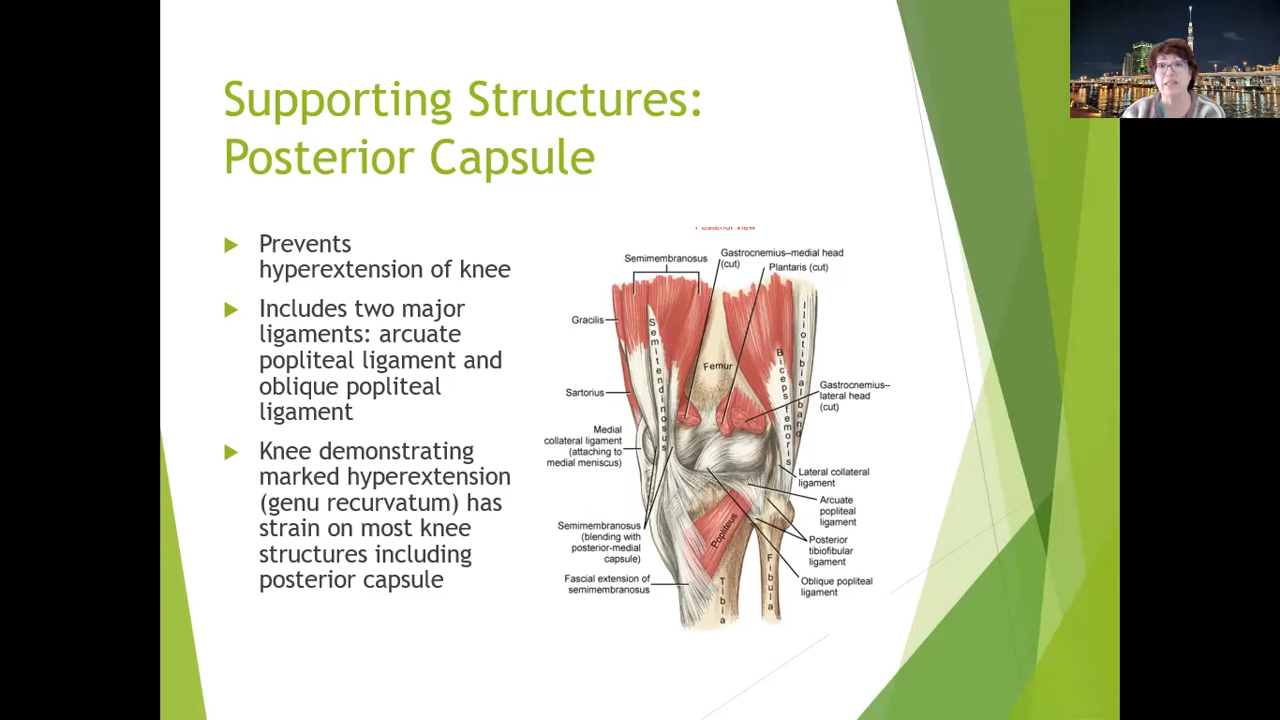 Supporting Structures:
Posterior Capsule
Prevents
hyperextension of knee
Includes two major
ligaments: arcuate
popliteal ligament and
oblique popliteal
ligament
Knee demonstrating
marked hyperextension
(genu recurvatum) has
strain on most knee
structures including
posterior capsule
Posterior view
Gastrocnemius–medial head
(cut)
Semimembranosus
Plantaris (cut)
Gracilis
Semitendinosus
Iliotibial band
Biceps femoris
Femur
Sartorius
Gastrocnemius–
lateral head
(cut)
Medial
collateral ligament
(attaching to
medial meniscus)
Lateral collateral
ligament
Arcuate
popliteal
ligament
Popliteus
Semimembranosus
(blending with
posterior-medial
capsule)
Posterior
tibiofibular
ligament
Fascial extension of
semimembranosus
Tibia
Fibula
Oblique popliteal
ligament